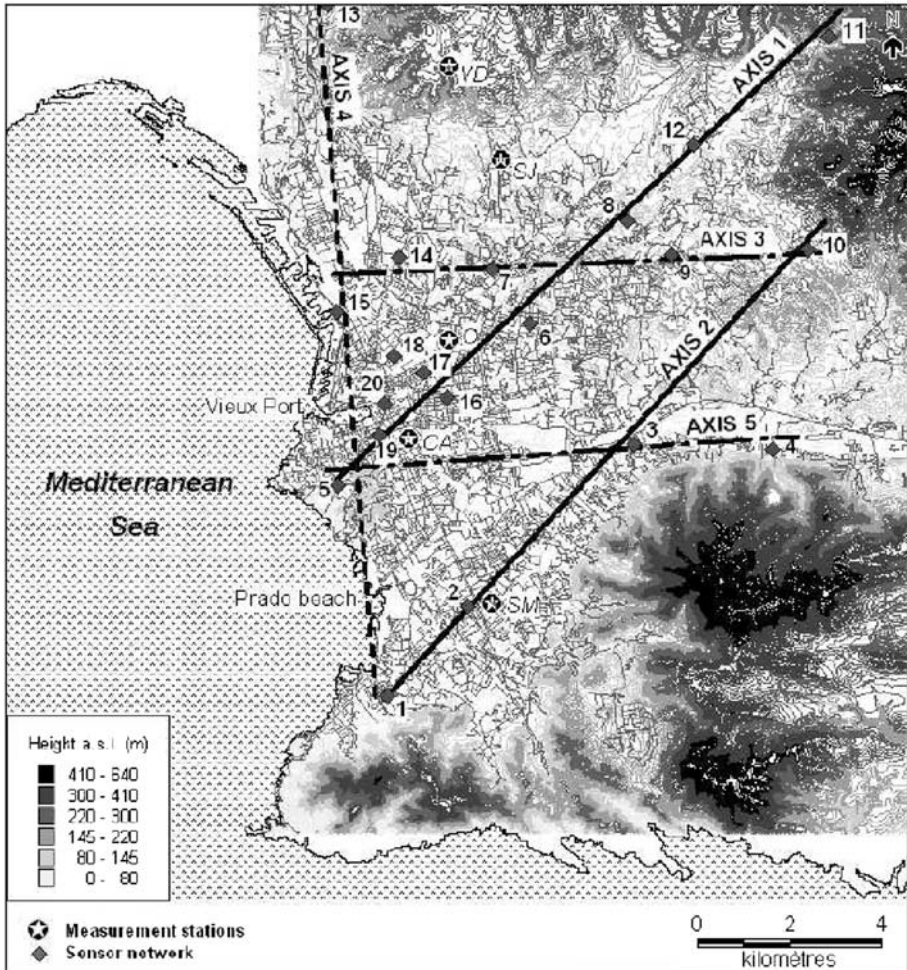 13
N
11
AXIS 1
VD
AXIS 4
12
SJ
8
14
AXIS 3
10
7
9
15
6
18
17
AXIS 2
20
16
Vieux Port
AXIS 5
3
CA
19
4
5
Mediterranean
Sea
2
Prado beach
SM
1
Height a.s.l. (m)
410 - 640
300 - 410
220 - 300
145 - 220
80 - 145
0 - 80
Measurement stations
Sensor network
0 2 4
kilomètres